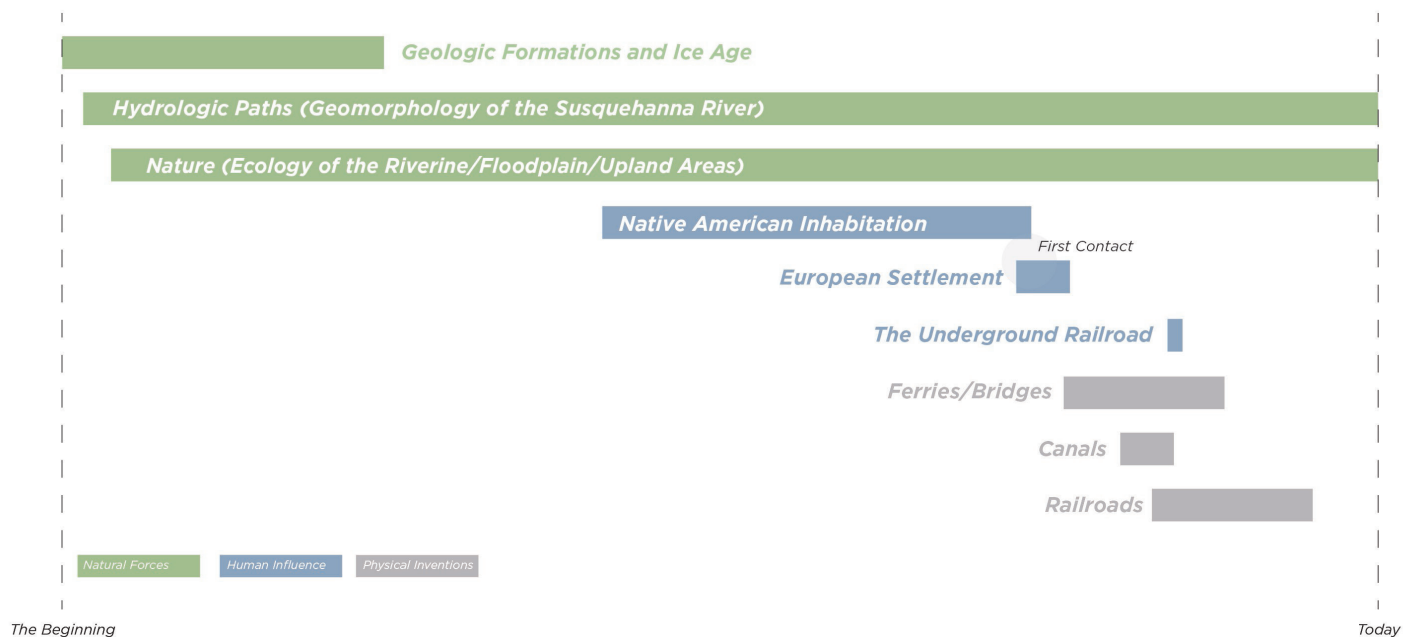 Geologic Formations and Ice Age
Hydrologic Paths (Geomorphology of the Susquehanna River)
Nature (Ecology of the Riverine/Floodplain/Upland Areas)
Native American Inhabitation
First Contact
European Settlement
The Underground Railroad
Ferries/Bridges
Canals
Railroads
Natural Forces
Human Influence
Physical Inventions
The Beginning
Today